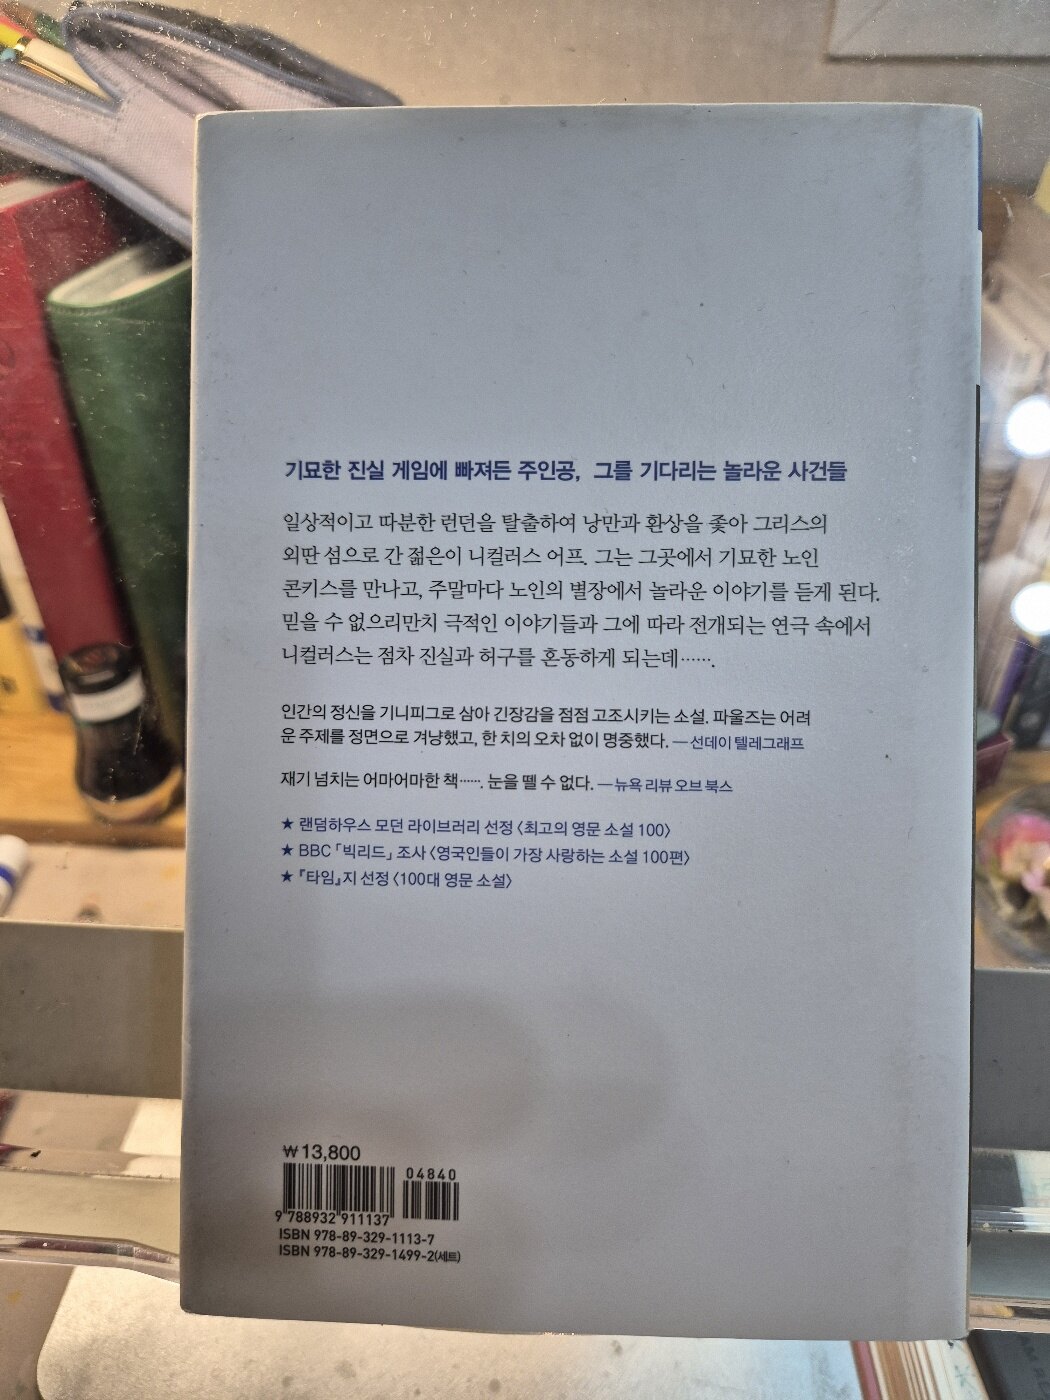 기묘한 진실 게임에 빠져든 주인공, 그를 기다리는 놀라운 사건들
일상적이고 따분한 런던을 탈출하여 낭만과 환상을 좇아 그리스의
외딴 섬으로 간 젊은이 니컬러스 어프. 그는 그곳에서 기묘한 노인
콘키스를 만나고, 주말마다 노인의 별장에서 놀라운 이야기를 듣게 된다.
믿을 수 없으리만치 극적인 이야기들과 그에 따라 전개되는 연극 속에서
니컬러스는 점차 진실과 허구를 혼동하게 되는데…….
인간의 정신을 기니피그로 삼아 긴장감을 점점 고조시키는 소설. 파울즈는 어려
운 주제를 정면으로 겨냥했고, 한 치의 오차 없이 명중했다. ― 선데이 텔레그래프
재기 넘치는 어마어마한 책……. 눈을 뗄 수 없다. ― 뉴욕 리뷰 오브 북스
★ 랜덤하우스 모던 라이브러리 선정 〈최고의 영문 소설 100〉
★ BBC 「빅리드」 조사 〈영국인들이 가장 사랑하는 소설 100편〉
★ 『타임』지 선정 〈100대 영문 소설〉
₩13,800
04840
9 788932 911137
ISBN 978-89-329-1113-7
ISBN 978-89-329-1499-2(세트)